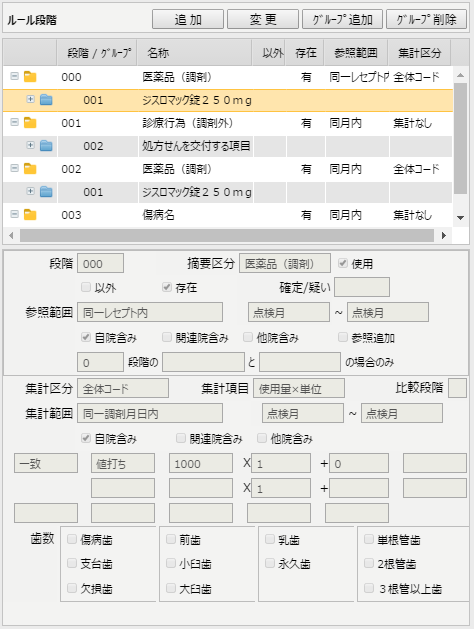 ルール段階 追 加 変 更 ｸﾞﾙｰﾌﾟ追加 ｸﾞﾙｰﾌﾟ削除
段階 / ｸﾞﾙｰﾌﾟ 名称 以外 存在 参照範囲 集計区分
000 医薬品（調剤） 有 同一レセプト内 全体コード
001 ジスロマック錠２５０ｍｇ
001 診療行為（調剤外） 有 同月内 集計なし
002 処方せんを交付する項目
002 医薬品（調剤） 有 同月内 全体コード
001 ジスロマック錠２５０ｍｇ
003 傷病名 有 同月内 集計なし
段階 000 摘要区分 医薬品（調剤） 使用
以外 存在 確定/疑い
参照範囲 同一レセプト内 点検月 ～ 点検月
自院含み 関連院含み 他院含み 参照追加
0 段階の と の場合のみ
集計区分 全体コード 集計項目 使用量×単位 比較段階
集計範囲 同一調剤月日内 点検月 ～ 点検月
自院含み 関連院含み 他院含み
一致 値打ち 1000 X 1 + 0
X 1 +
歯数 傷病歯 前歯 乳歯 単根管歯
支台歯 小臼歯 永久歯 2根管歯
欠損歯 大臼歯 ３根管以上歯